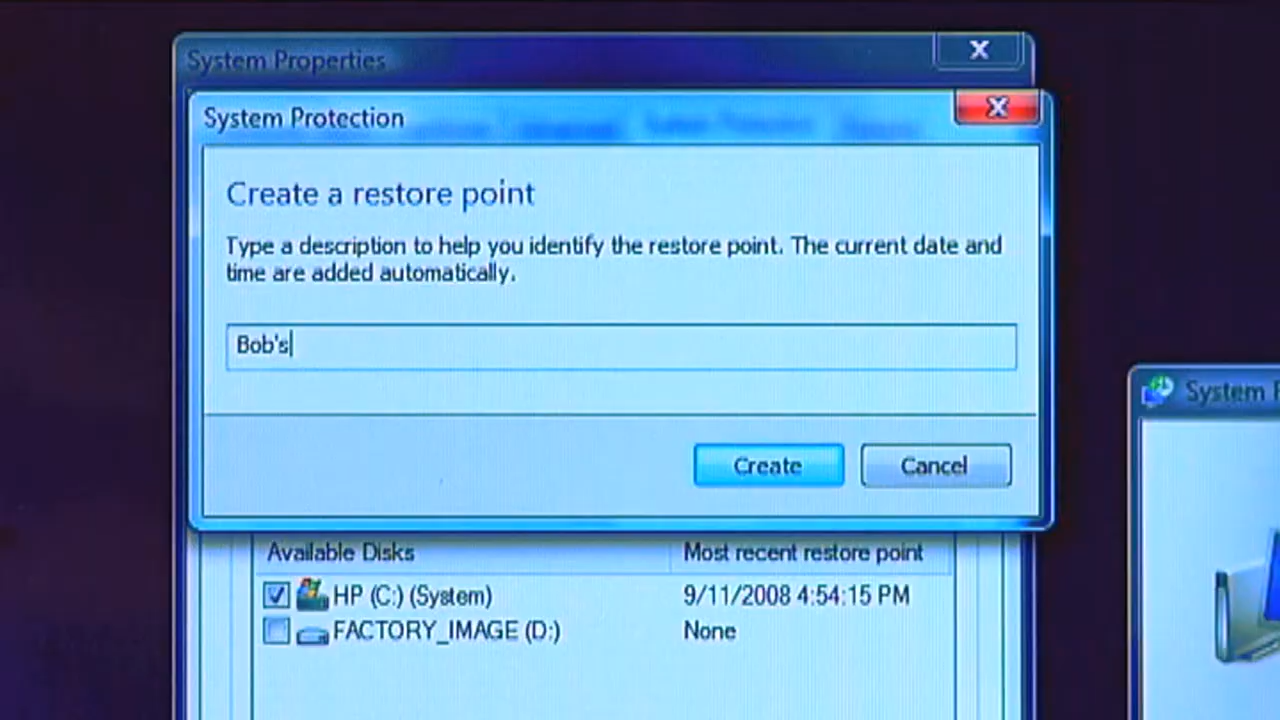 System Properties
System Protection
Create a restore point
Type a description to help you identify the restore point. The current date and
time are added automatically.
Bob's
Create
Cancel
Available Disks
Most recent restore point
HP (C:) (System)
9/11/2008 4:54:15 PM
FACTORY_IMAGE (D:)
None
System